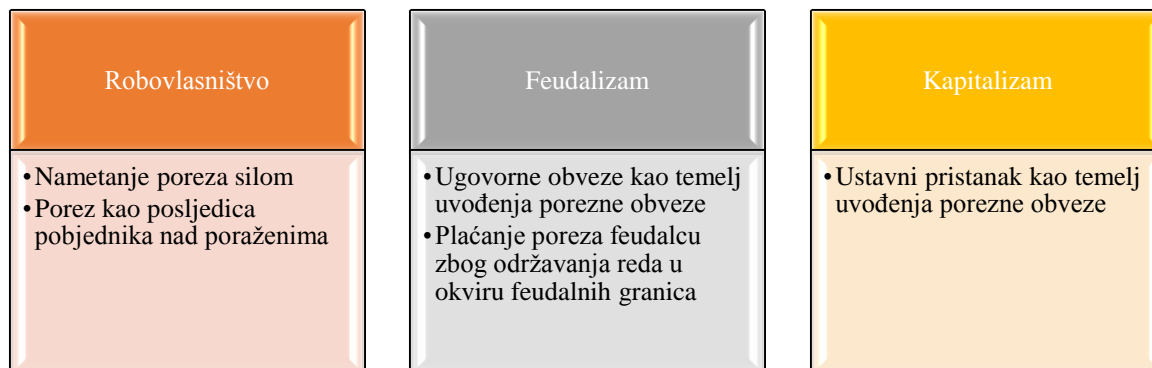 Robovlasništvo
•Nametanje poreza silom
•Porez kao posljedica
pobjednika nad poraženima
Feudalizam
•Ugovorne obveze kao temelj
uvođenja porezne obveze
•Plaćanje poreza feudalcu
zbog održavanja reda u
okviru feudalnih granica
Kapitalizam
•Ustavni pristanak kao temelj
uvođenja porezne obveze